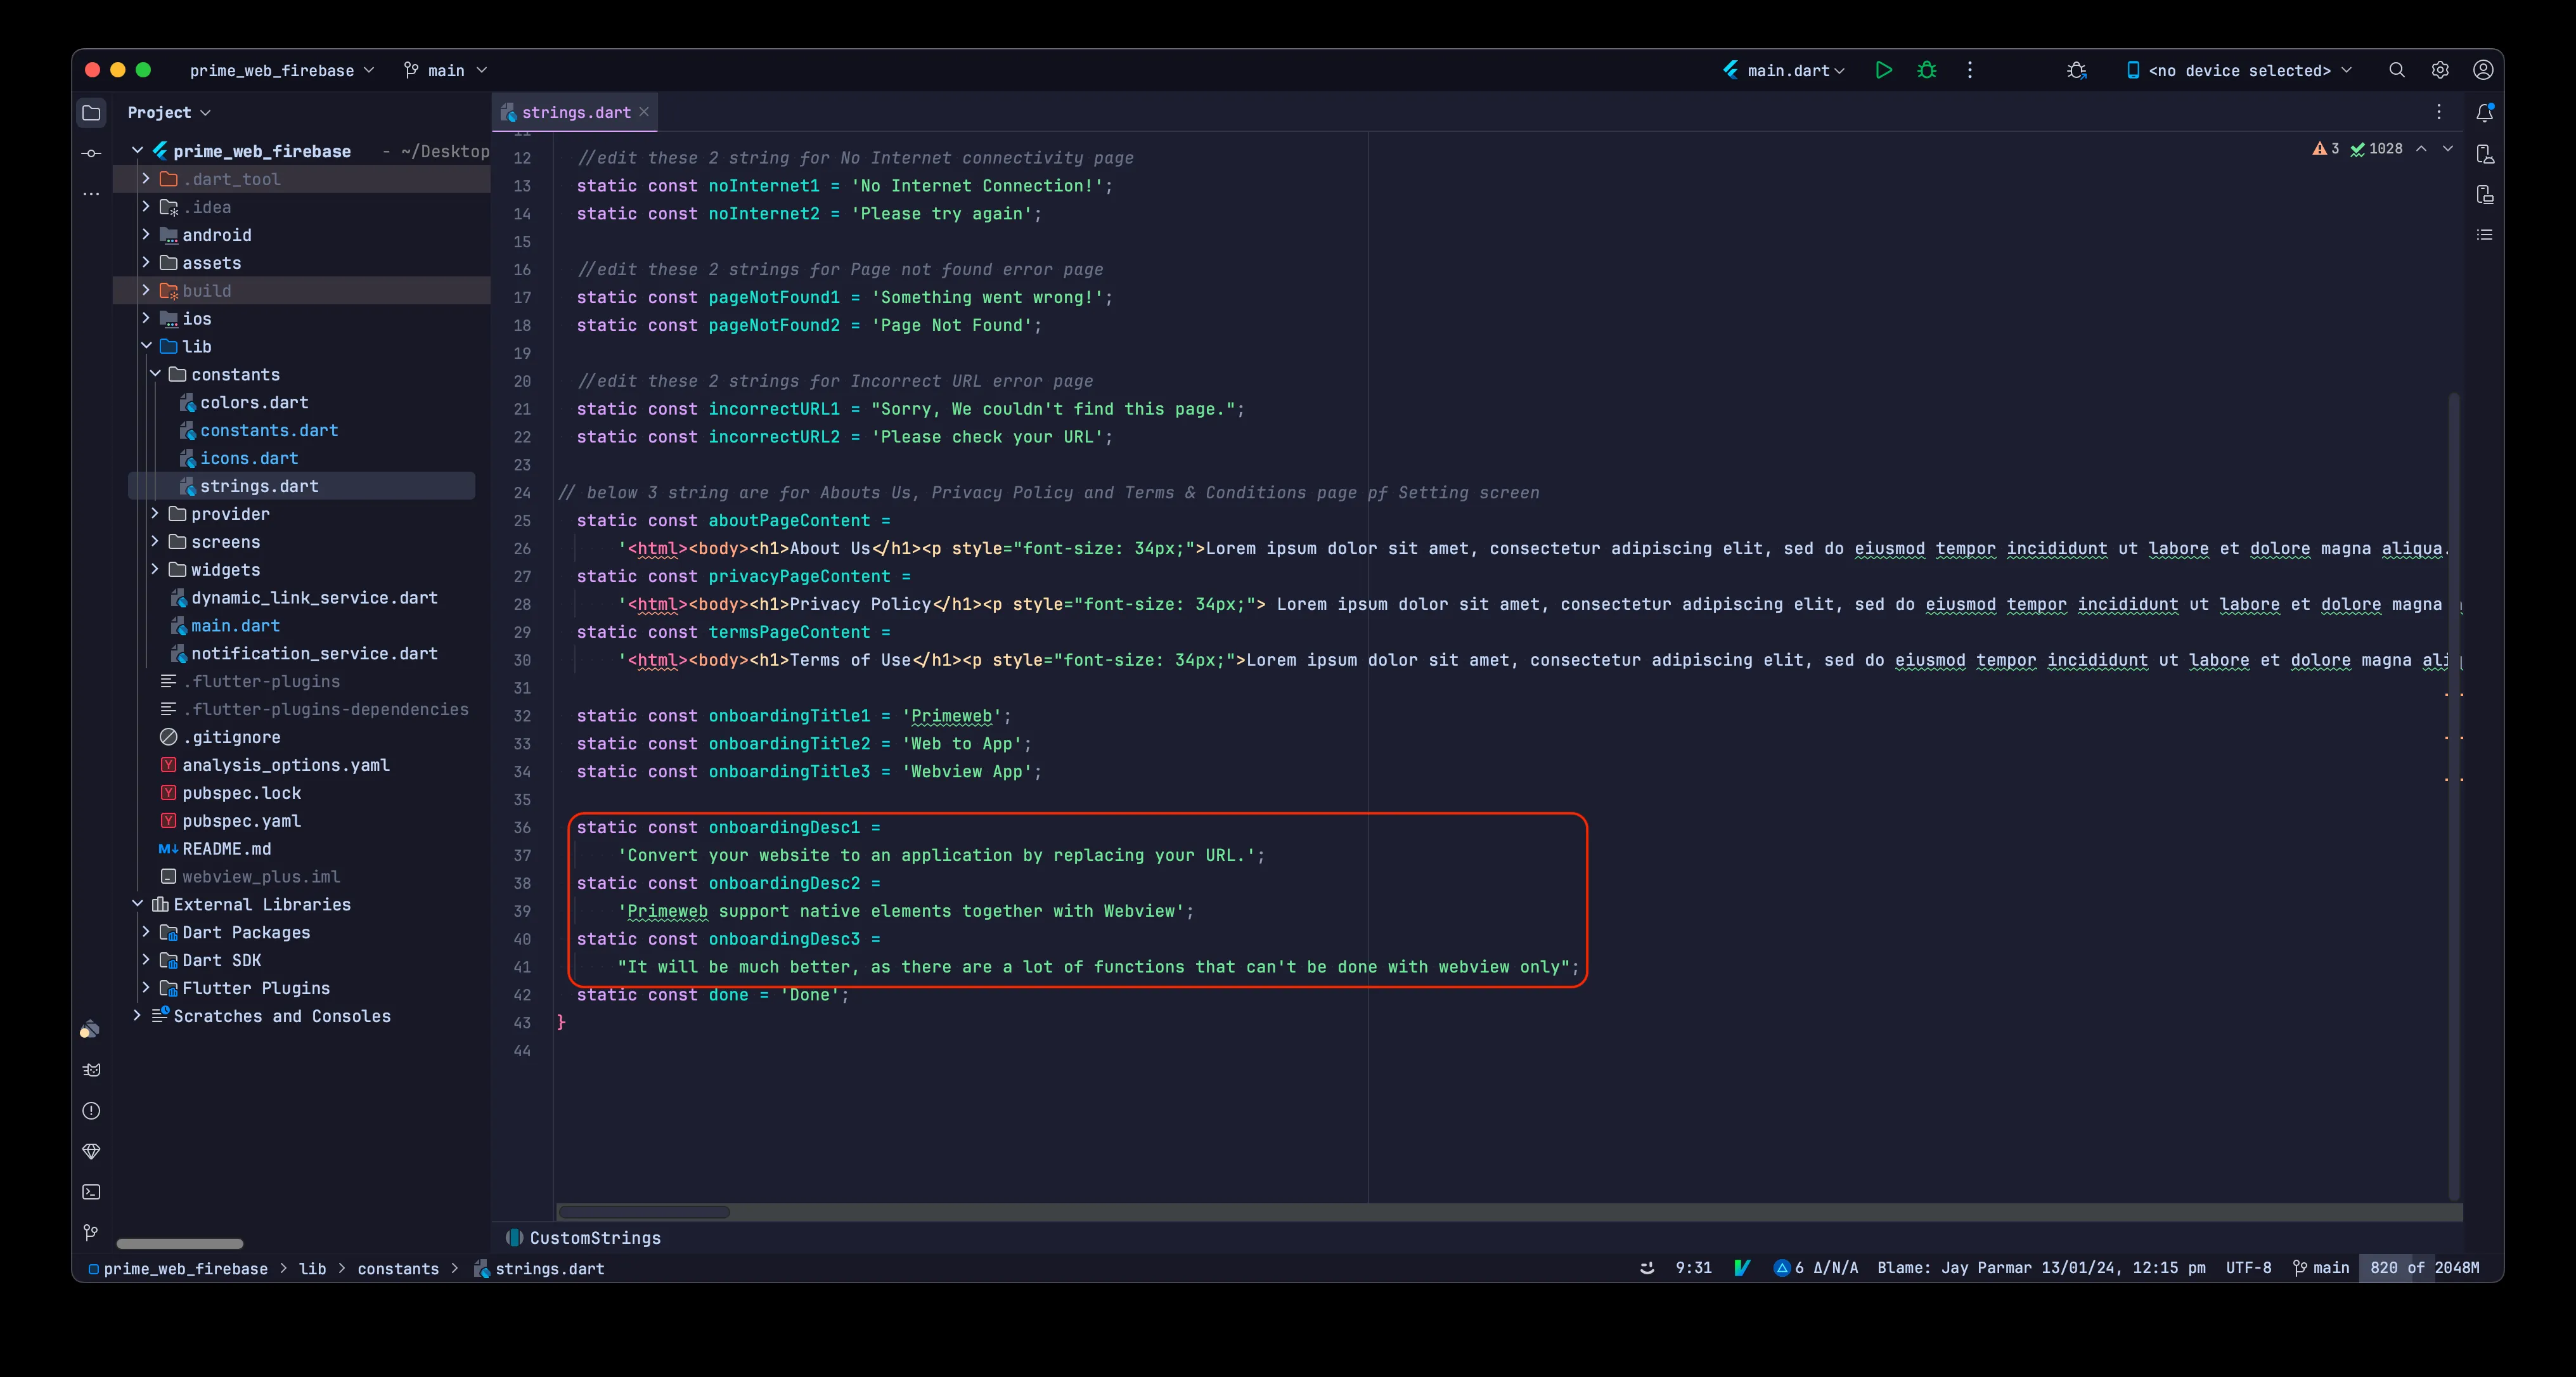 prime_web_firebase
main
main.dart
<no device selected>
Project
strings.dart
prime_web_firebase - ~/Desktop
.dart_tool
.idea
android
assets
build
ios
lib
constants
colors.dart
constants.dart
icons.dart
strings.dart
provider
screens
widgets
dynamic_link_service.dart
main.dart
notification_service.dart
.flutter-plugins
.flutter-plugins-dependencies
.gitignore
analysis_options.yaml
pubspec.lock
pubspec.yaml
M↓ README.md
webview_plus.iml
External Libraries
Dart Packages
Dart SDK
Flutter Plugins
Scratches and Consoles
3 1028
11
12 //edit these 2 string for No Internet connectivity page
13 static const noInternet1 = 'No Internet Connection!';
14 static const noInternet2 = 'Please try again';
15
16 //edit these 2 strings for Page not found error page
17 static const pageNotFound1 = 'Something went wrong!';
18 static const pageNotFound2 = 'Page Not Found';
19
20 //edit these 2 strings for Incorrect URL error page
21 static const incorrectURL1 = "Sorry, We couldn't find this page.";
22 static const incorrectURL2 = 'Please check your URL';
23
24 // below 3 string are for Abouts Us, Privacy Policy and Terms & Conditions page pf Setting screen
25 static const aboutPageContent =
26 '<html><body><h1>About Us</h1><p style="font-size: 34px;">Lorem ipsum dolor sit amet, consectetur adipiscing elit, sed do eiusmod tempor incididunt ut labore et dolore magna aliqua.
27 static const privacyPageContent =
28 '<html><body><h1>Privacy Policy</h1><p style="font-size: 34px;"> Lorem ipsum dolor sit amet, consectetur adipiscing elit, sed do eiusmod tempor incididunt ut labore et dolore magna
29 static const termsPageContent =
30 '<html><body><h1>Terms of Use</h1><p style="font-size: 34px;">Lorem ipsum dolor sit amet, consectetur adipiscing elit, sed do eiusmod tempor incididunt ut labore et dolore magna ali
31
32 static const onboardingTitle1 = 'Primeweb';
33 static const onboardingTitle2 = 'Web to App';
34 static const onboardingTitle3 = 'Webview App';
35
36 static const onboardingDesc1 =
37 'Convert your website to an application by replacing your URL.';
38 static const onboardingDesc2 =
39 'Primeweb support native elements together with Webview';
40 static const onboardingDesc3 =
41 "It will be much better, as there are a lot of functions that can't be done with webview only";
42 static const done = 'Done';
43 }
44
CustomStrings
prime_web_firebase > lib > constants > strings.dart
9:31
6 Δ/N/A
Blame: Jay Parmar 13/01/24, 12:15 pm
UTF-8
main
820 of 2048M